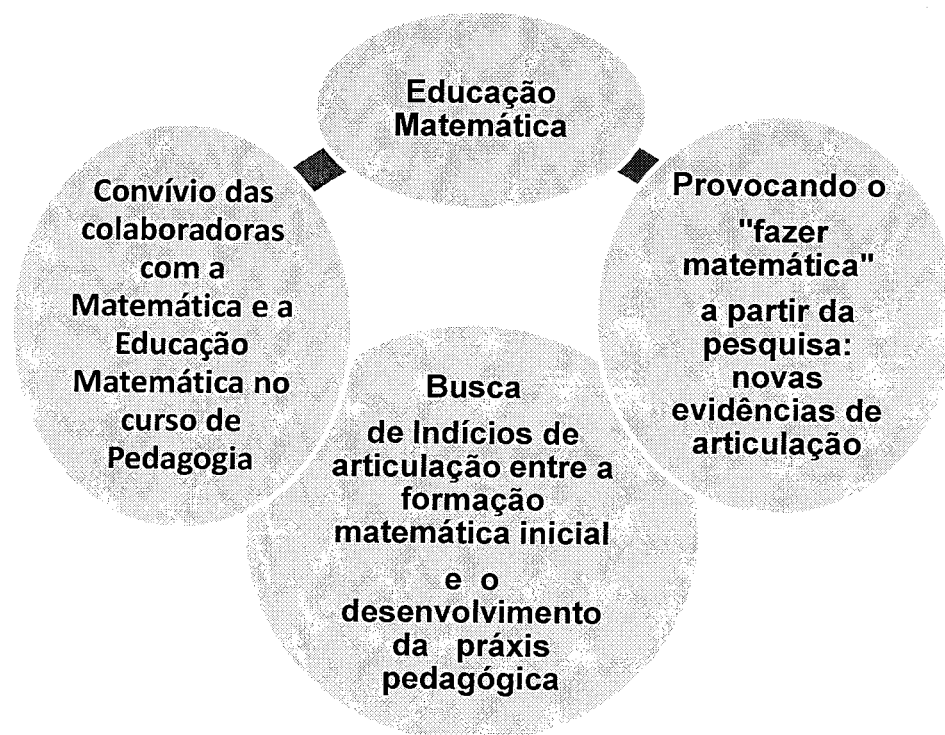 Educação
Matemática
Convívio das
colaboradoras
com a
Matemática e a
Educação
Matemática no
curso de
Pedagogia
Provocando o
"fazer
matemática"
a partir da
pesquisa:
novas
evidências de
articulação
Busca
de Indícios de
articulação entre a
formação
matemática inicial
e o
desenvolvimento
da práxis
pedagógica